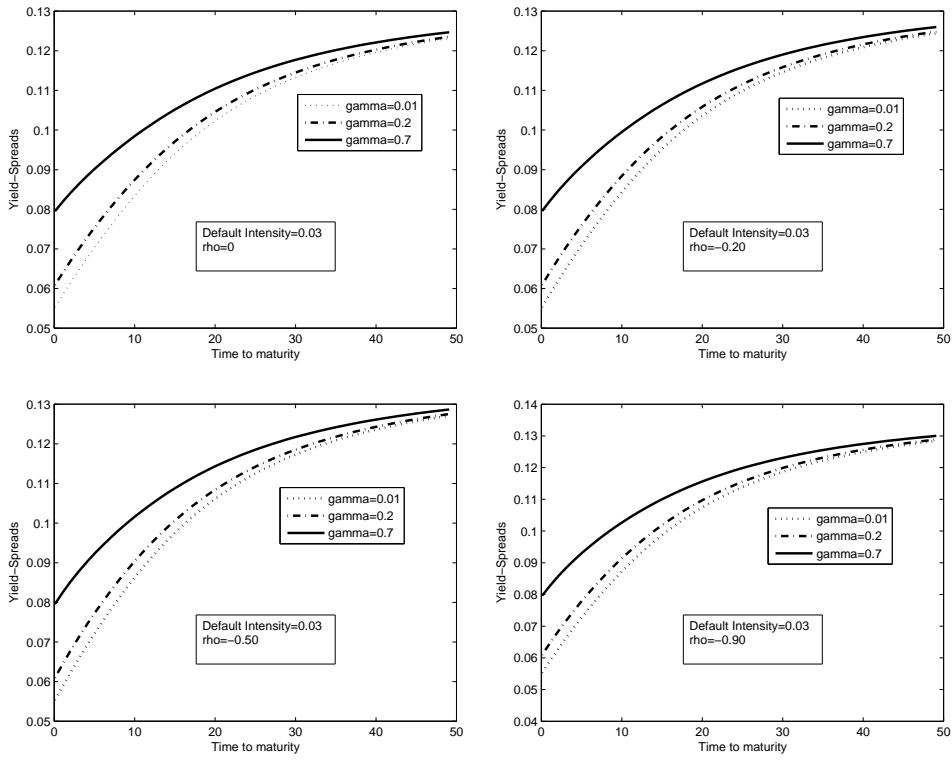 0.13
0.12
0.11
0.1
0.09
0.08
0.07
0.06
0.05
0 10 20 30 40 50
Yield−Spreads
Time to maturity
gamma=0.01
gamma=0.2
gamma=0.7
Default Intensity=0.03
rho=0
0.13
0.12
0.11
0.1
0.09
0.08
0.07
0.06
0.05
0 10 20 30 40 50
Yield−Spreads
Time to maturity
gamma=0.01
gamma=0.2
gamma=0.7
Default Intensity=0.03
rho=−0.20
0.13
0.12
0.11
0.1
0.09
0.08
0.07
0.06
0.05
0 10 20 30 40 50
Yield−Spreads
Time to maturity
gamma=0.01
gamma=0.2
gamma=0.7
Default Intensity=0.03
rho=−0.50
0.14
0.13
0.12
0.11
0.1
0.09
0.08
0.07
0.06
0.05
0.04
0 10 20 30 40 50
Yield−Spreads
Time to maturity
gamma=0.01
gamma=0.2
gamma=0.7
Default Intensity=0.03
rho=−0.90